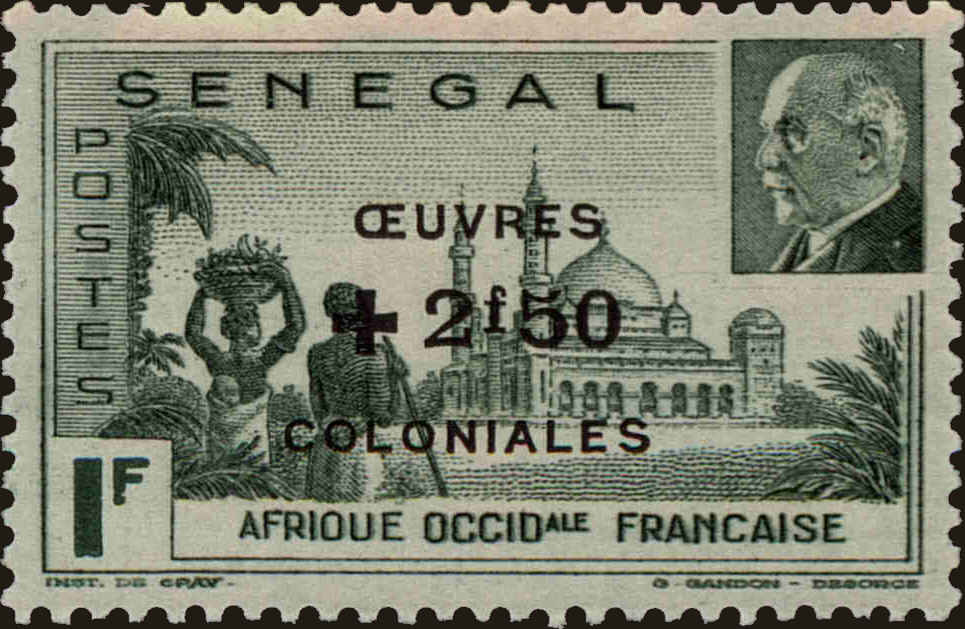 SENEGAL
POSTES
ŒUVRES
+ 2f50
COLONIALES
1F
AFRIQUE OCCIDALE FRANCAISE
INST. DE GRAV - G - GANDON - DEGORCE